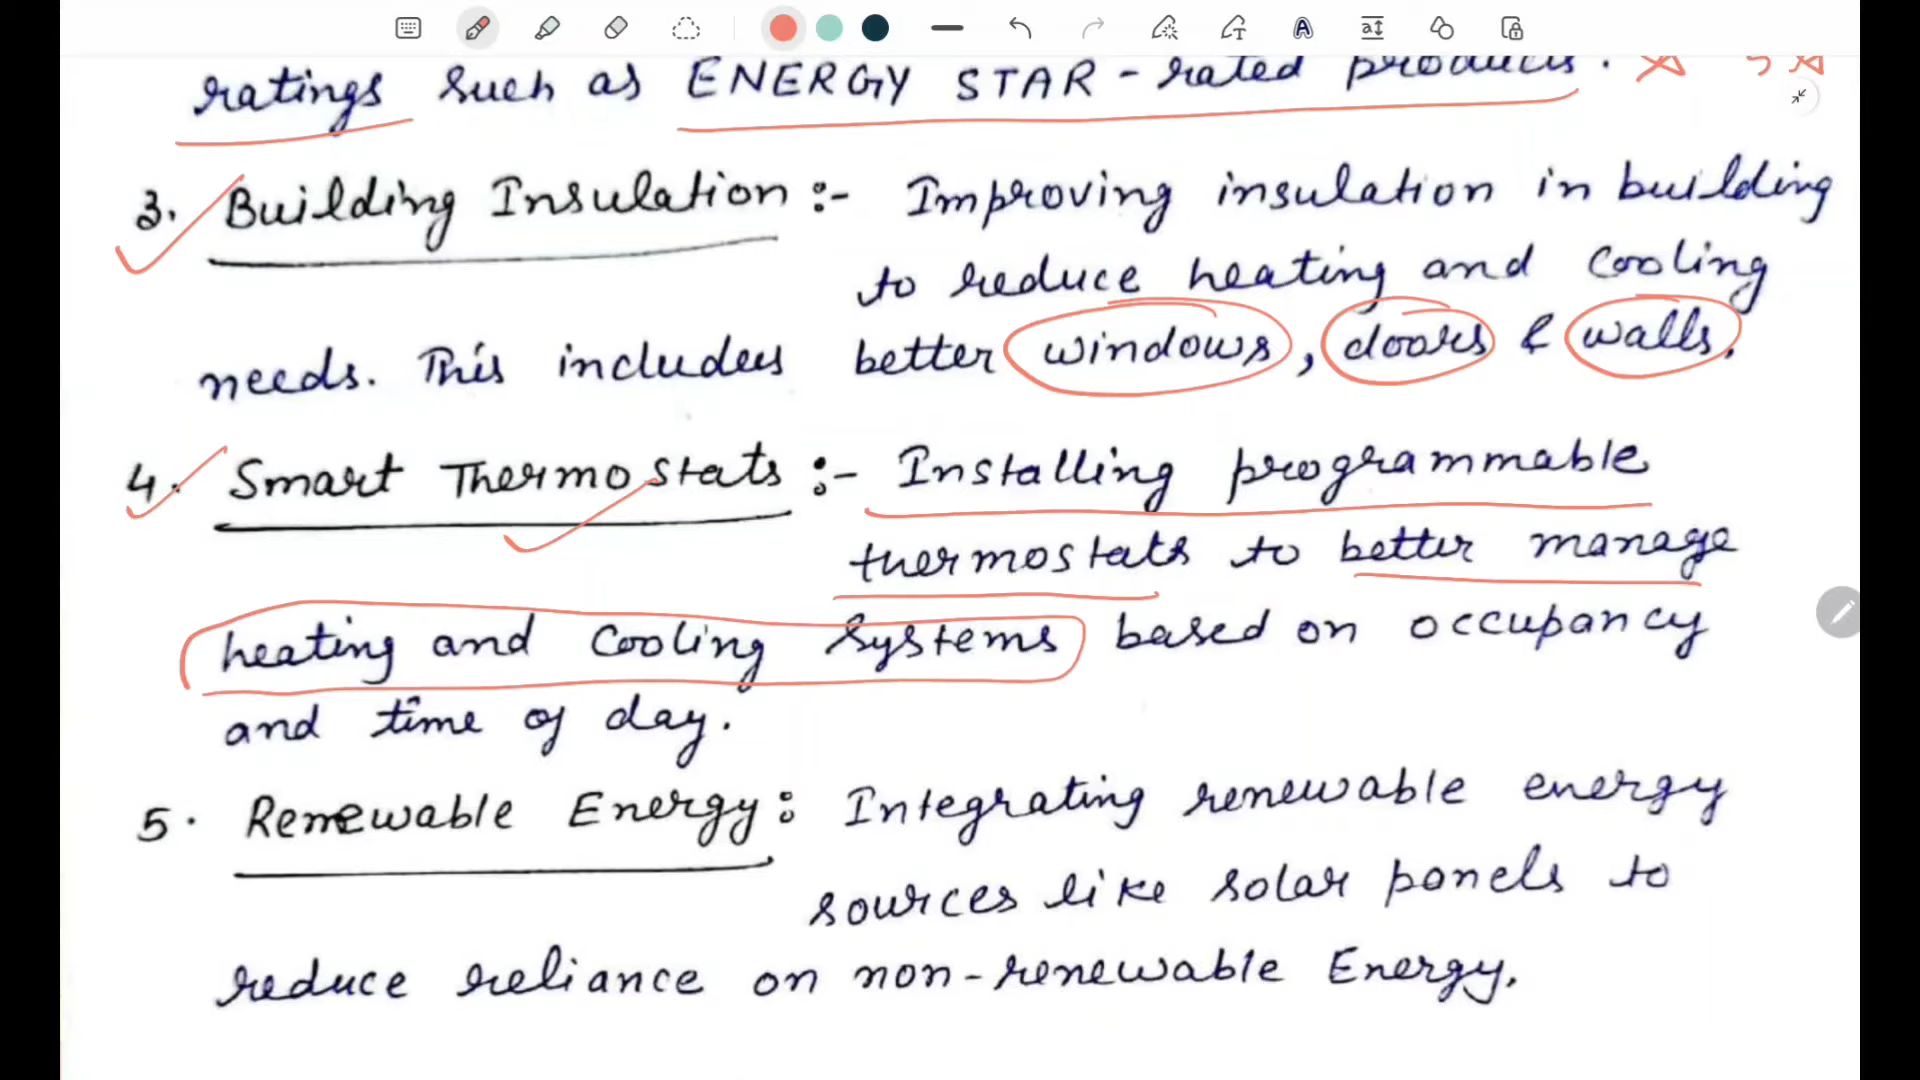 ratings such as ENERGY STAR - rated products.
3. Building Insulation :- Improving insulation in building
to reduce heating and cooling
needs. This includes better windows, doors & walls.
4. Smart Thermostats :- Installing programmable
thermostats to better manage
heating and cooling systems based on occupancy
and time of day.
5. Renewable Energy : Integrating renewable energy
sources like solar panels to
reduce reliance on non-renewable Energy.